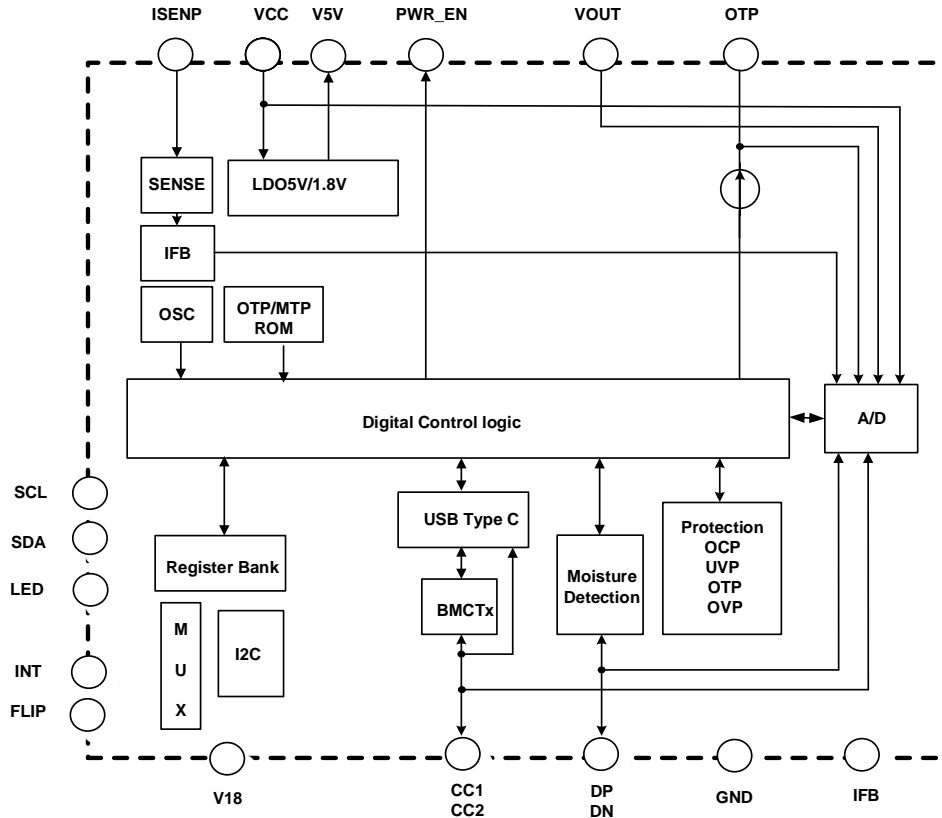 ISENP
VCC
V5V
PWR_EN
VOUT
OTP
SENSE
LDO5V/1.8V
IFB
OSC
OTP/MTP
ROM
Digital Control logic
A/D
SCL
SDA
LED
INT
FLIP
Register Bank
USB Type C
BMCTx
Moisture
Detection
Protection
OCP
UVP
OTP
OVP
M
U
X
I2C
V18
CC1
CC2
DP
DN
GND
IFB